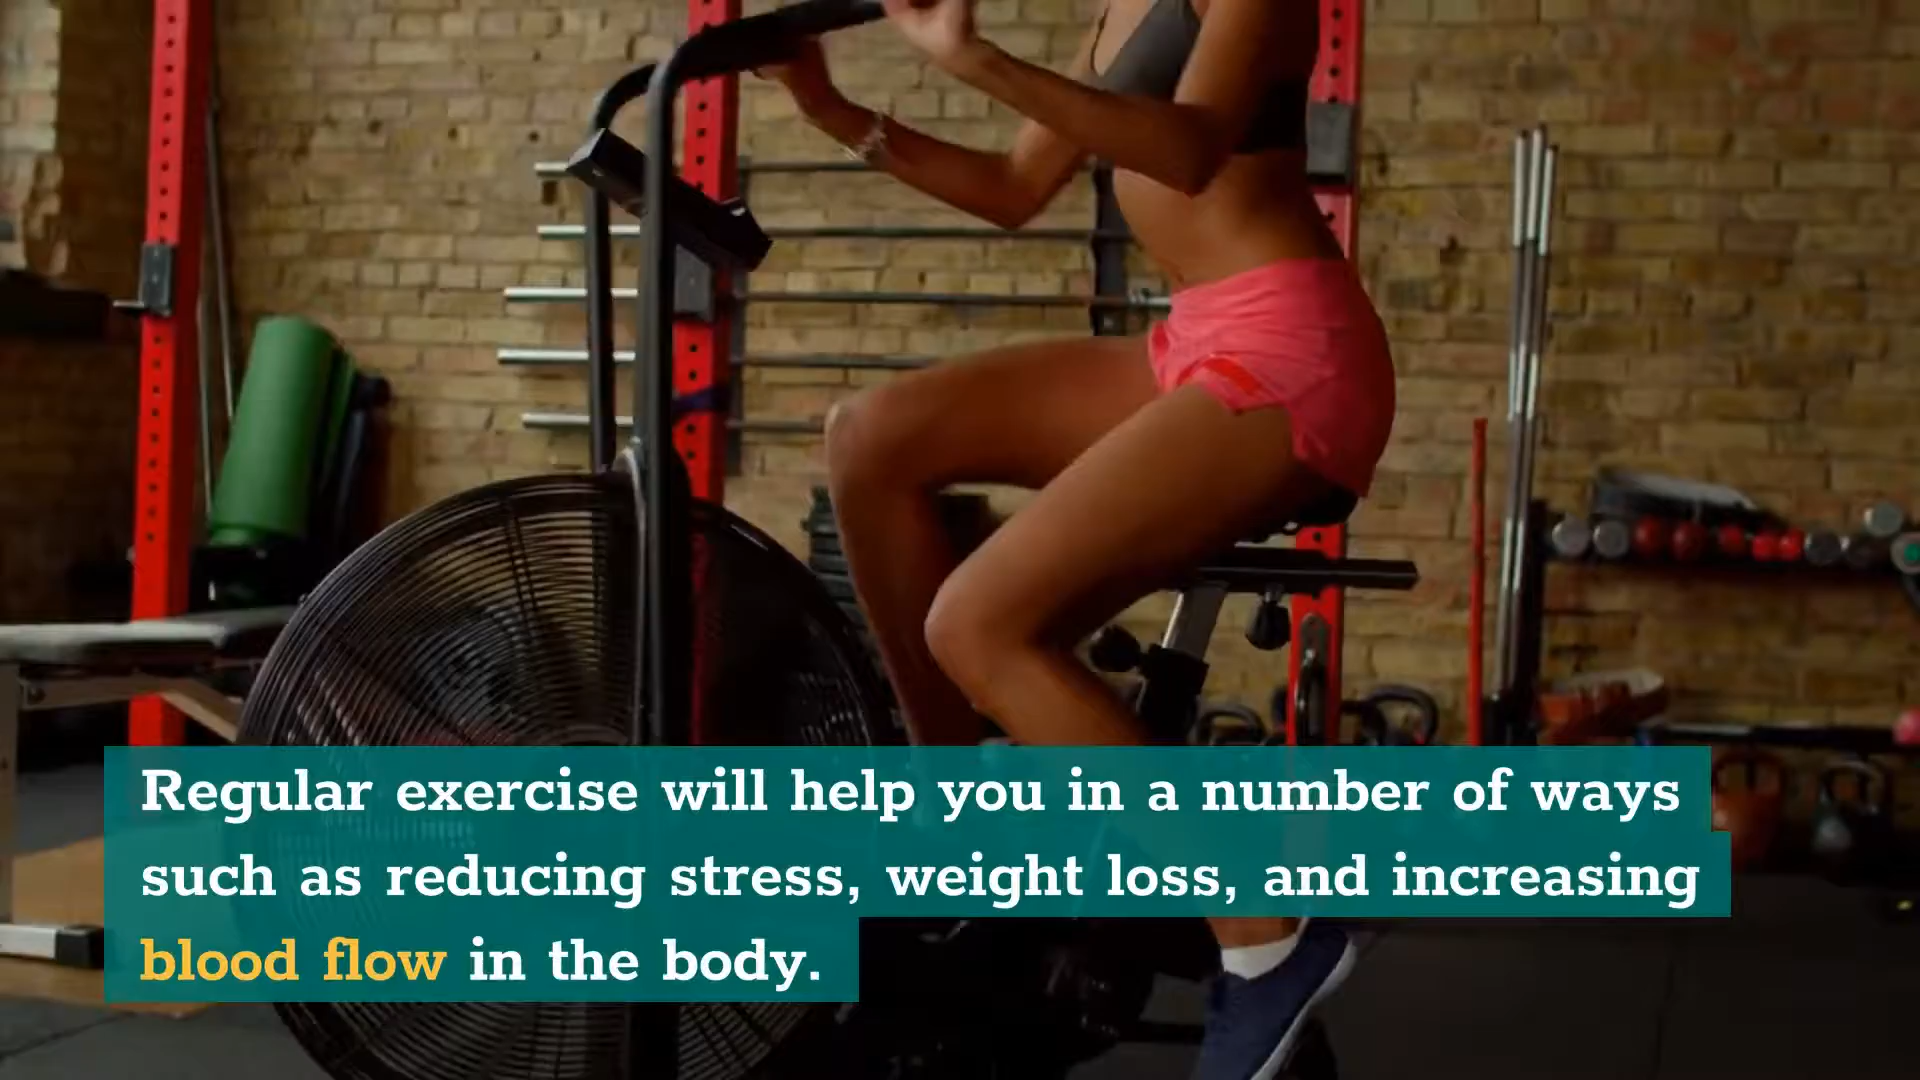 Regular exercise will help you in a number of ways
such as reducing stress, weight loss, and increasing
blood flow in the body.